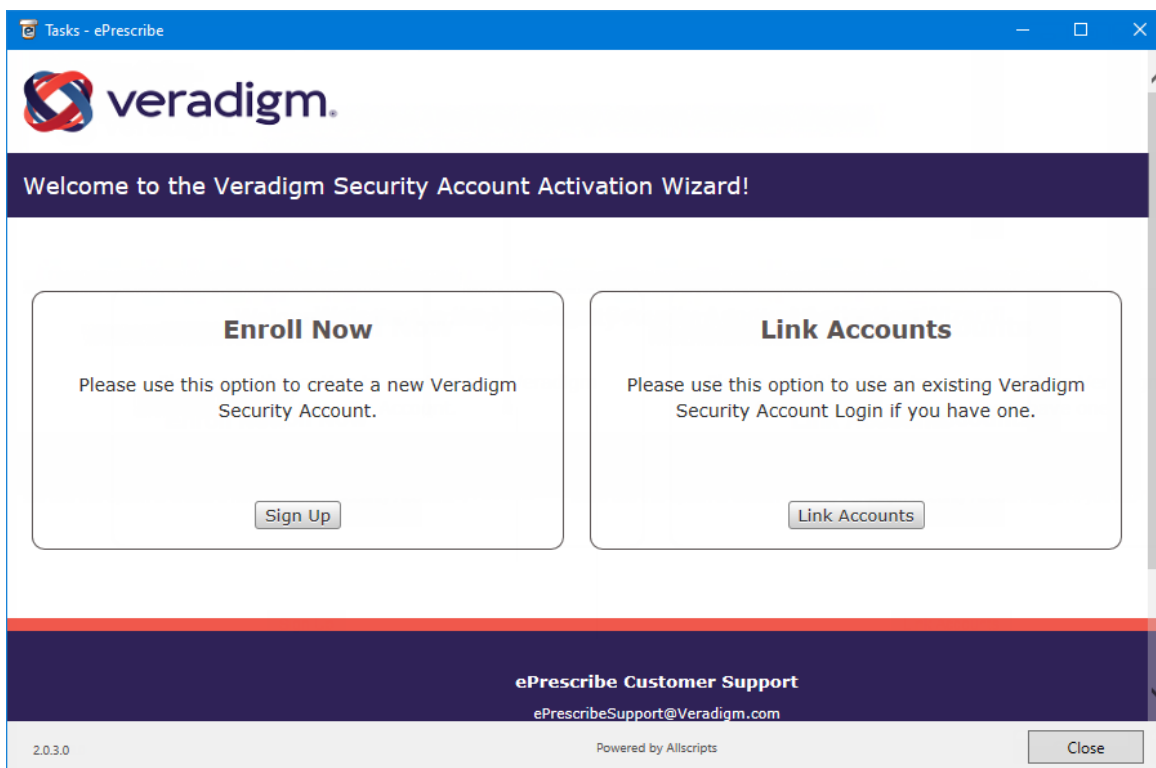 Tasks - ePrescribe
veradigm.
Welcome to the Veradigm Security Account Activation Wizard!
Enroll Now
Please use this option to create a new Veradigm
Security Account.
Sign Up
Link Accounts
Please use this option to use an existing Veradigm
Security Account Login if you have one.
Link Accounts
ePrescribe Customer Support
ePrescribeSupport@Veradigm.com
2.0.3.0
Powered by Allscripts
Close